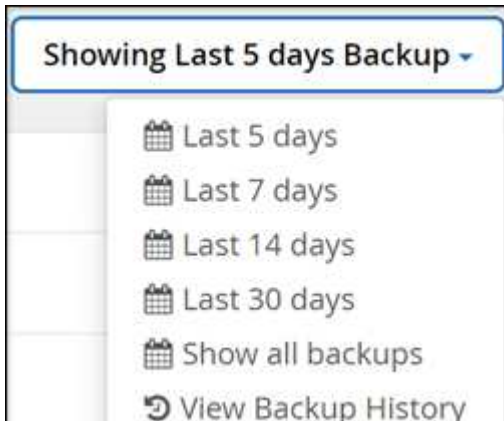 Showing Last 5 days Backup
Last 5 days
Last 7 days
Last 14 days
Last 30 days
Show all backups
View Backup History